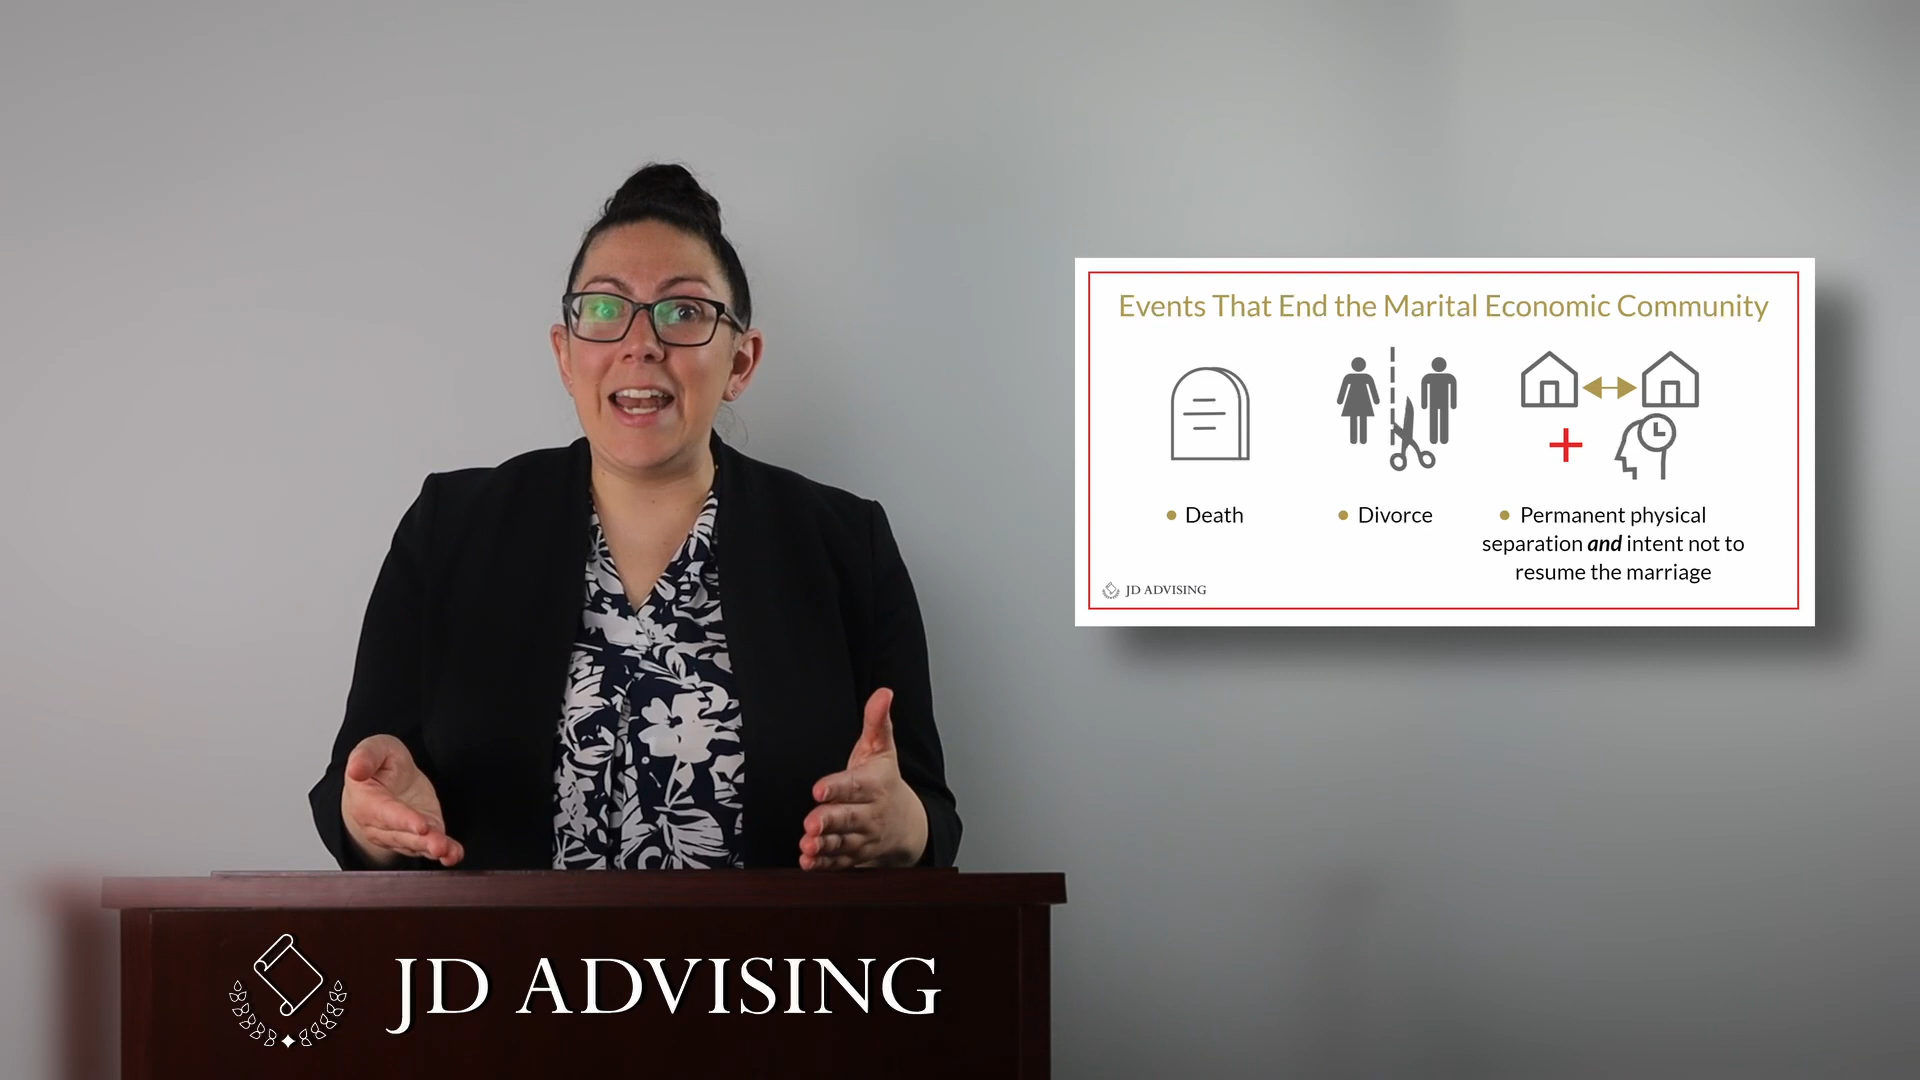 Events That End the Marital Economic Community
• Death
• Divorce
• Permanent physical
separation and intent not to
resume the marriage
JD ADVISING
JD ADVISING